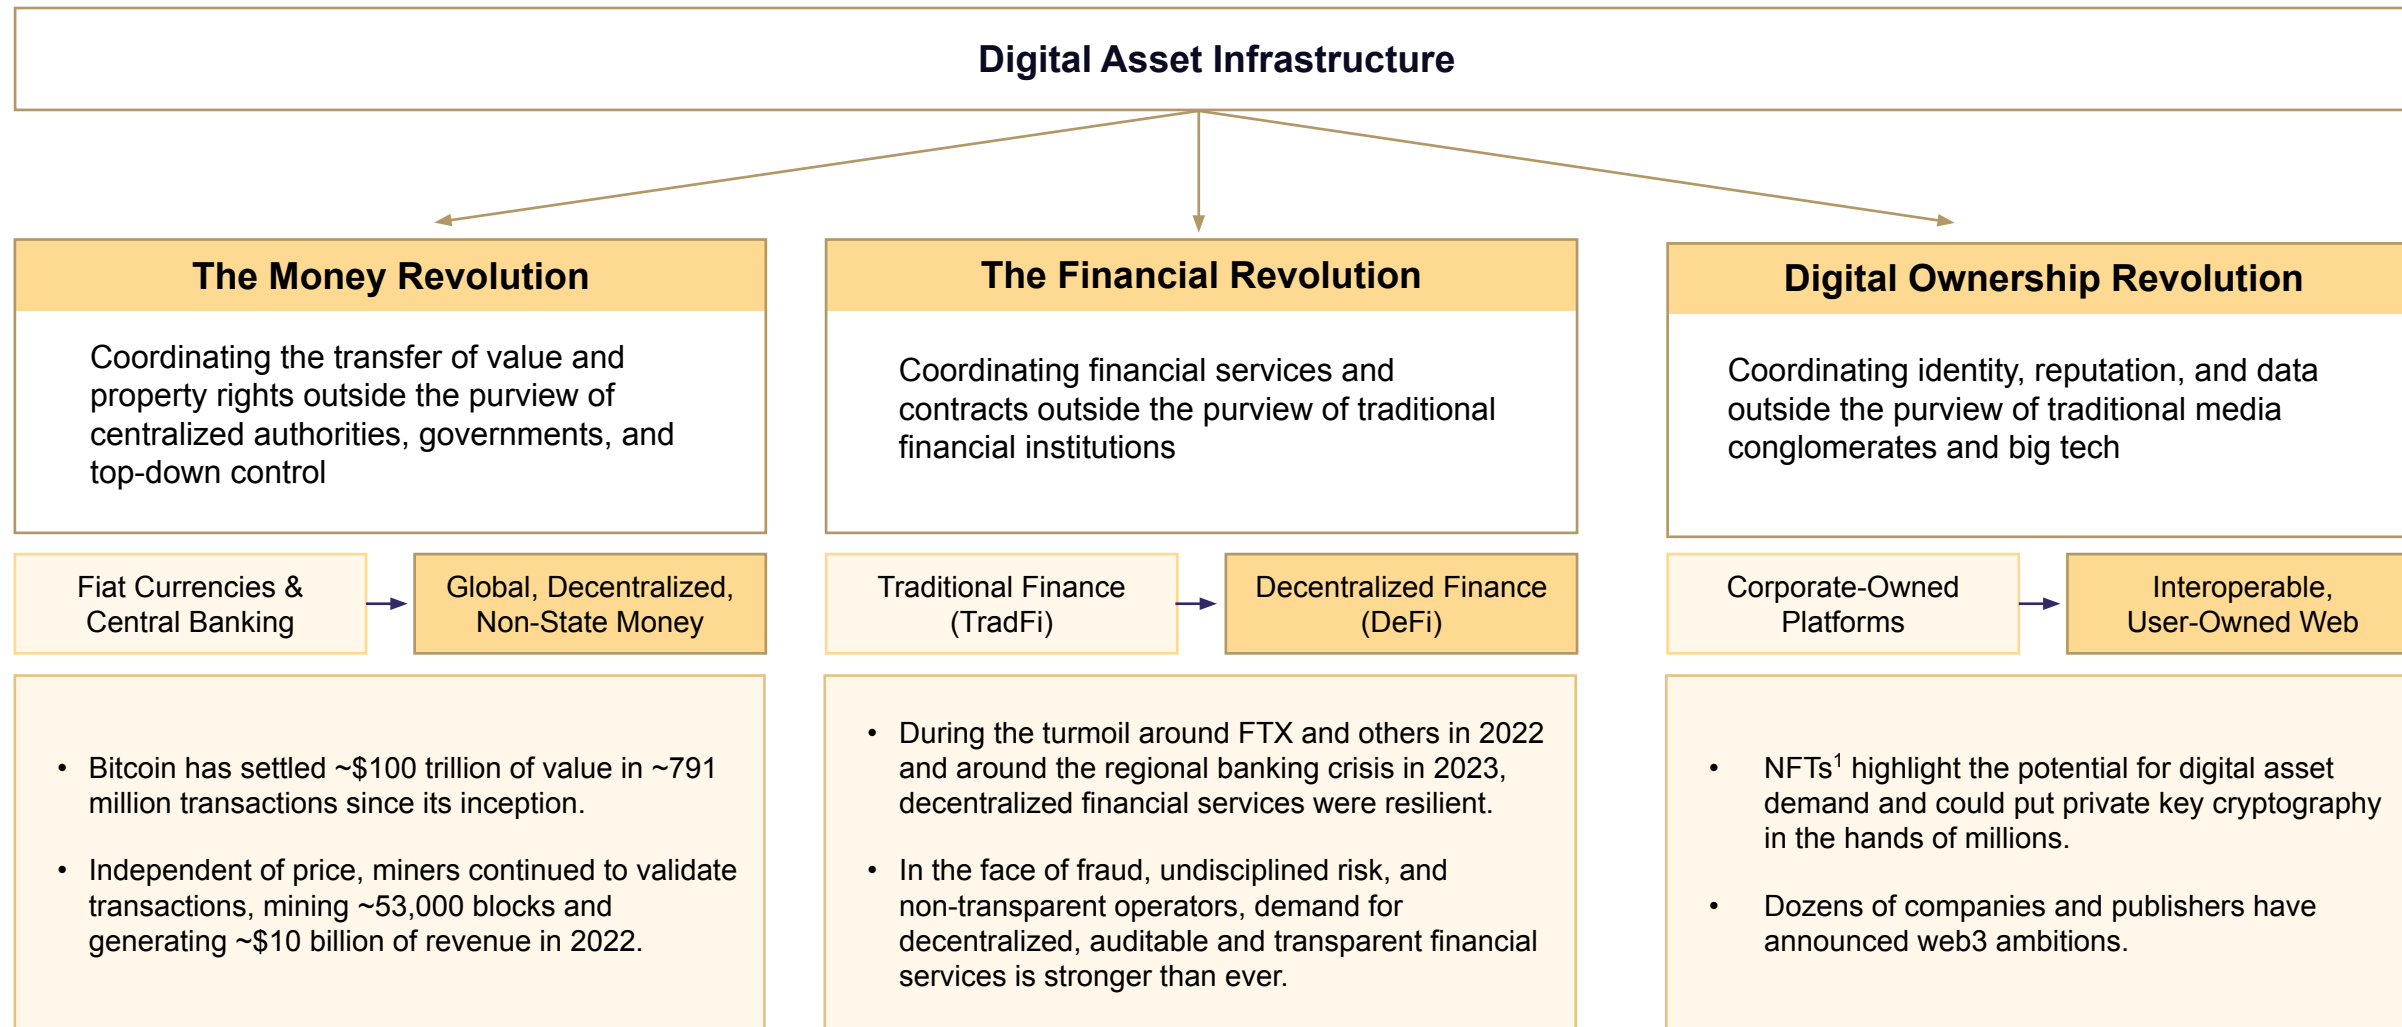 Digital Asset Infrastructure
The Money Revolution
Coordinating the transfer of value and
property rights outside the purview of
centralized authorities, governments, and
top-down control
Fiat Currencies &
Central Banking
Global, Decentralized,
Non-State Money
• Bitcoin has settled ~$100 trillion of value in ~791
million transactions since its inception.
• Independent of price, miners continued to validate
transactions, mining ~53,000 blocks and
generating ~$10 billion of revenue in 2022.
The Financial Revolution
Coordinating financial services and
contracts outside the purview of traditional
financial institutions
Traditional Finance
(TradFi)
Decentralized Finance
(DeFi)
• During the turmoil around FTX and others in 2022
and around the regional banking crisis in 2023,
decentralized financial services were resilient.
• In the face of fraud, undisciplined risk, and
non-transparent operators, demand for
decentralized, auditable and transparent financial
services is stronger than ever.
Digital Ownership Revolution
Coordinating identity, reputation, and data
outside the purview of traditional media
conglomerates and big tech
Corporate-Owned
Platforms
Interoperable,
User-Owned Web
• NFTs¹ highlight the potential for digital asset
demand and could put private key cryptography
in the hands of millions.
• Dozens of companies and publishers have
announced web3 ambitions.